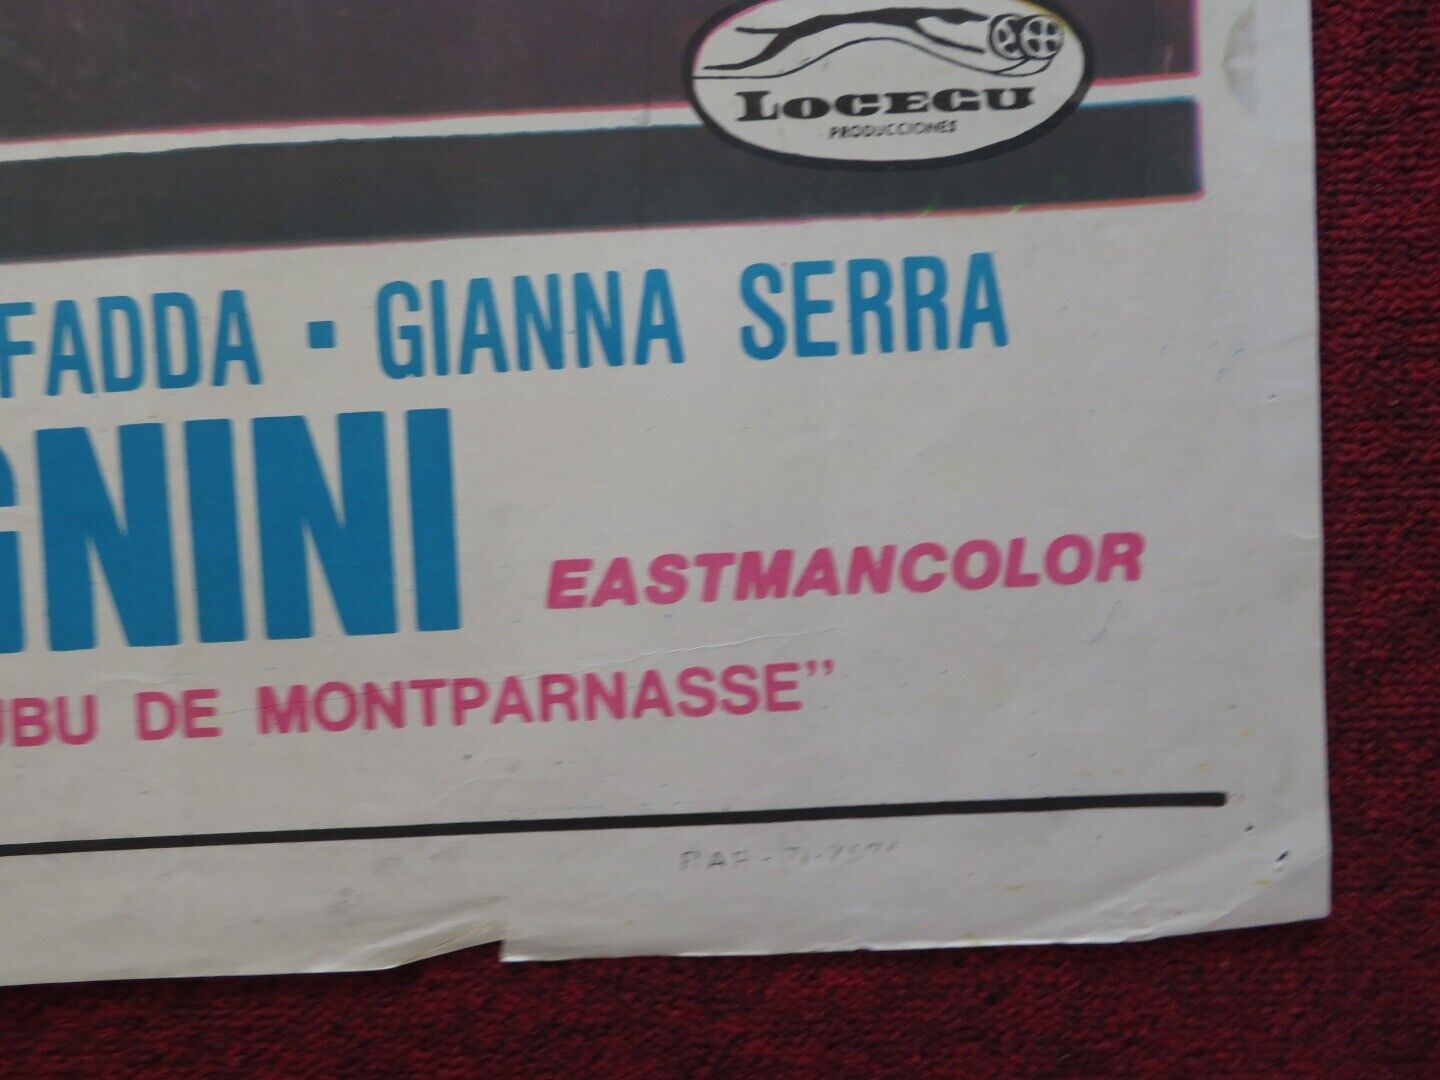 LOCECU
PRODUCCIONES
FADDA · GIANNA SERRA
GNINI
EASTMANCOLOR
UBU DE MONTPARNASSE”